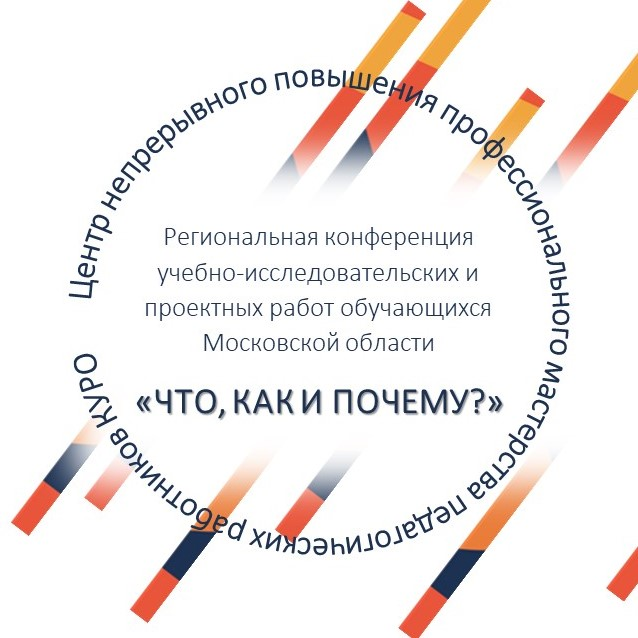 Центр непрерывного повышения профессионального мастерства педагогических работников КУРО
Региональная конференция
учебно-исследовательских и
проектных работ обучающихся
Московской области
«ЧТО, КАК И ПОЧЕМУ?»